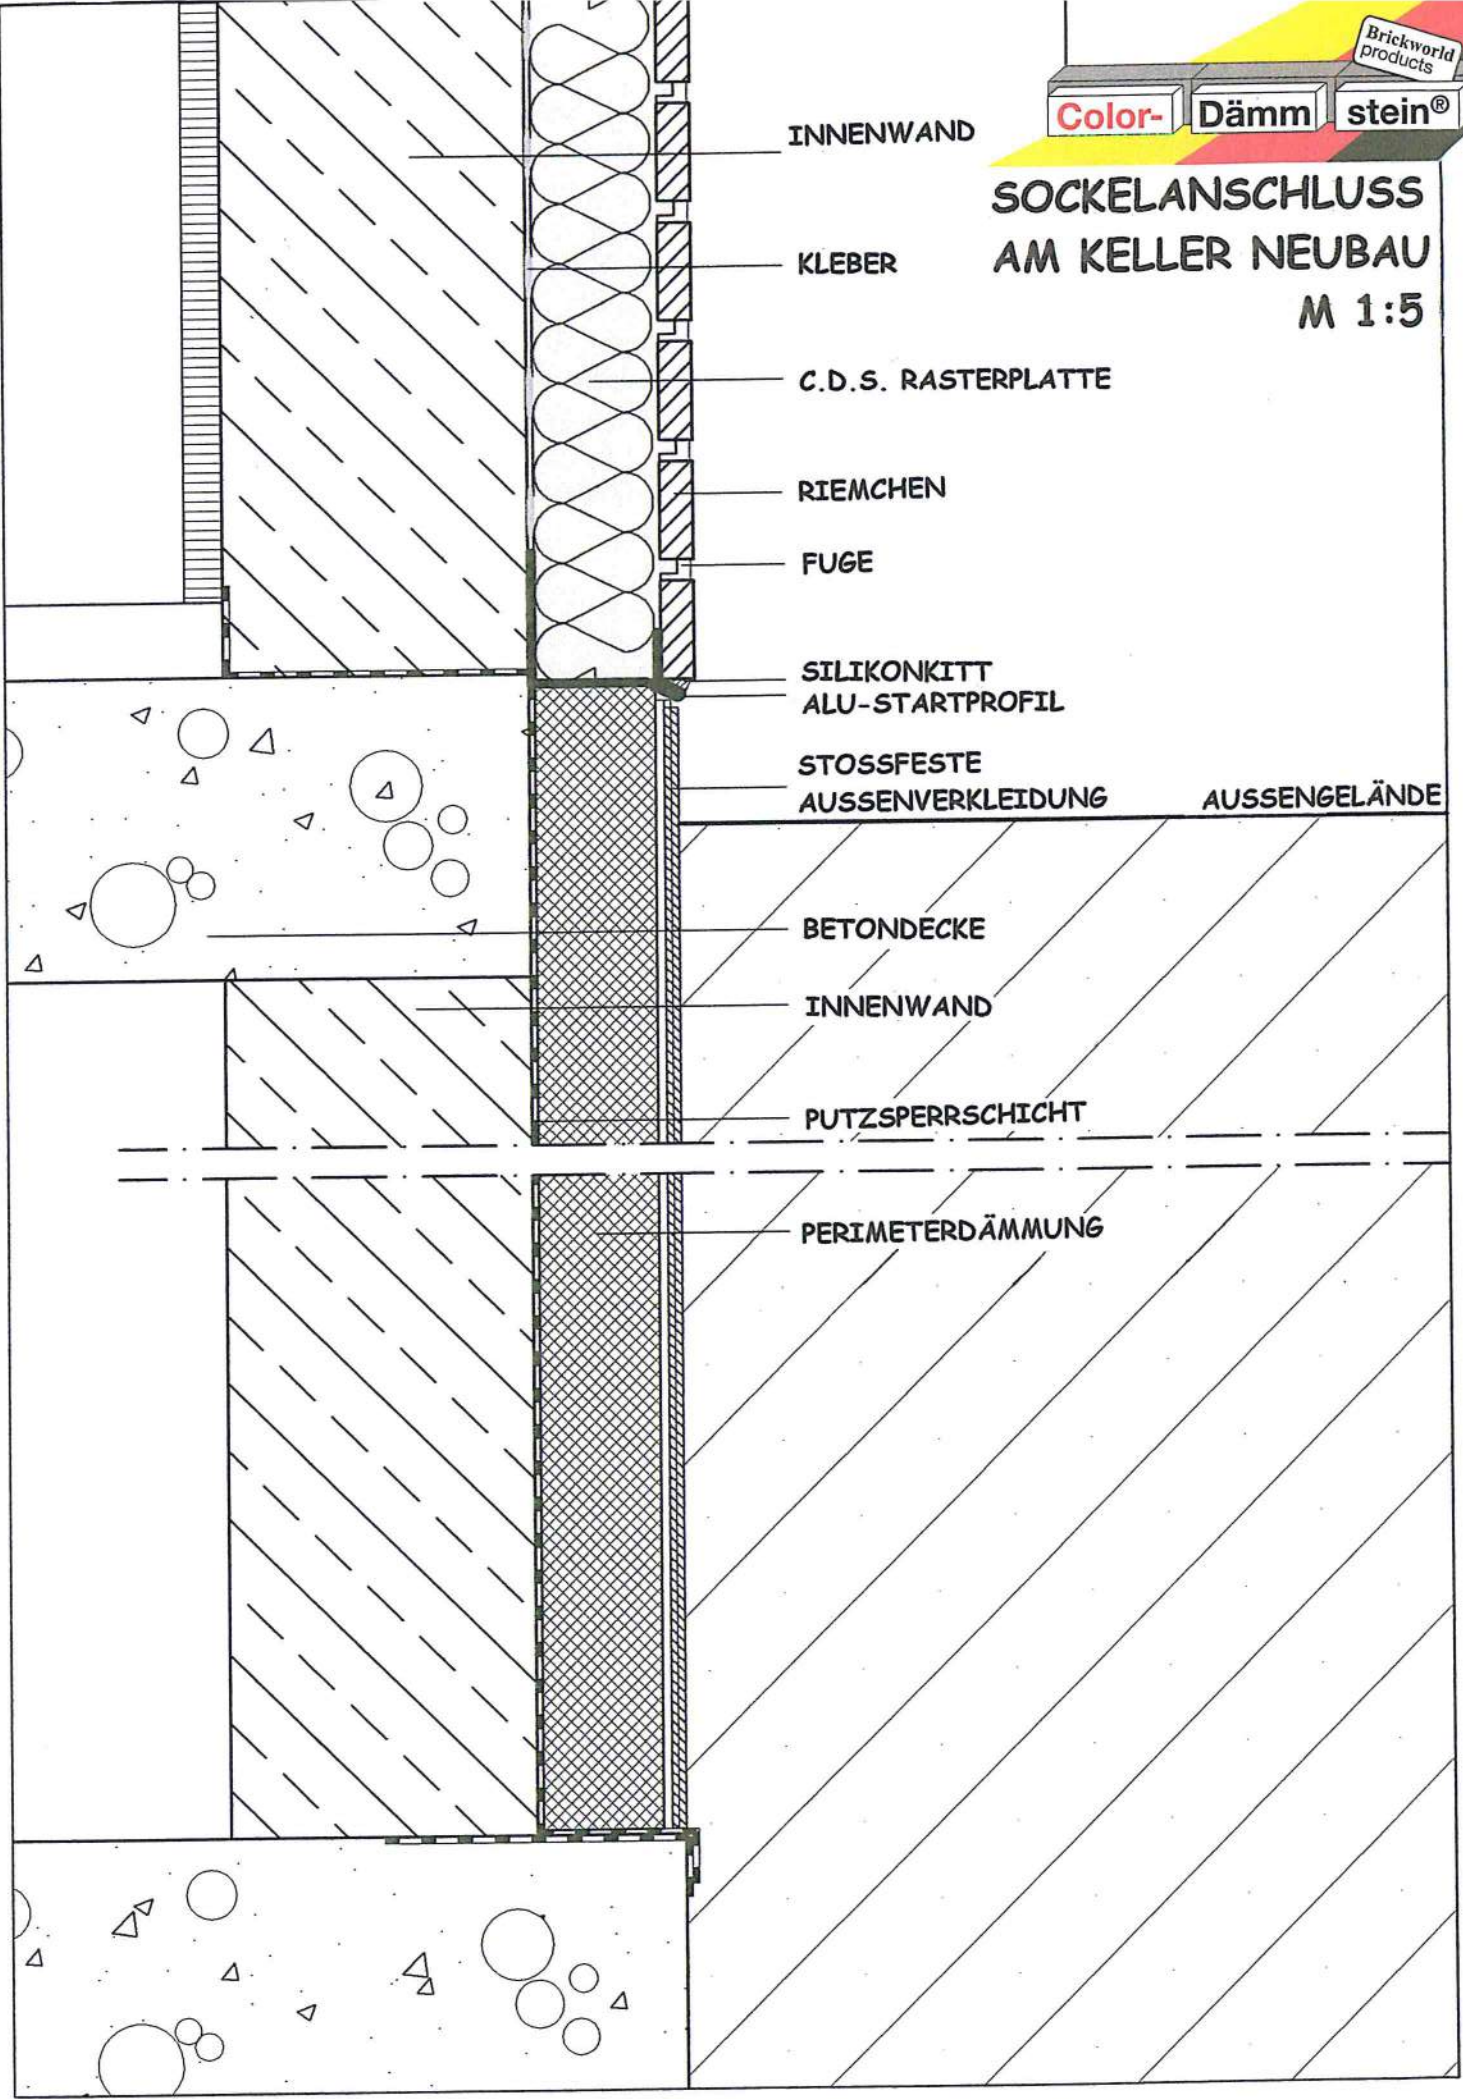 Brickworld
products
Color- Dämm stein®
SOCKELANSCHLUSS
AM KELLER NEUBAU
M 1:5
INNENWAND
KLEBER
C.D.S. RASTERPLATTE
RIEMCHEN
FUGE
SILIKONKITT
ALU-STARTPROFIL
STOSSFESTE
AUSSENVERKLEIDUNG
AUSSENGELÄNDE
BETONDECKE
INNENWAND
PUTZSPERRSCHICHT
PERIMETERDÄMMUNG